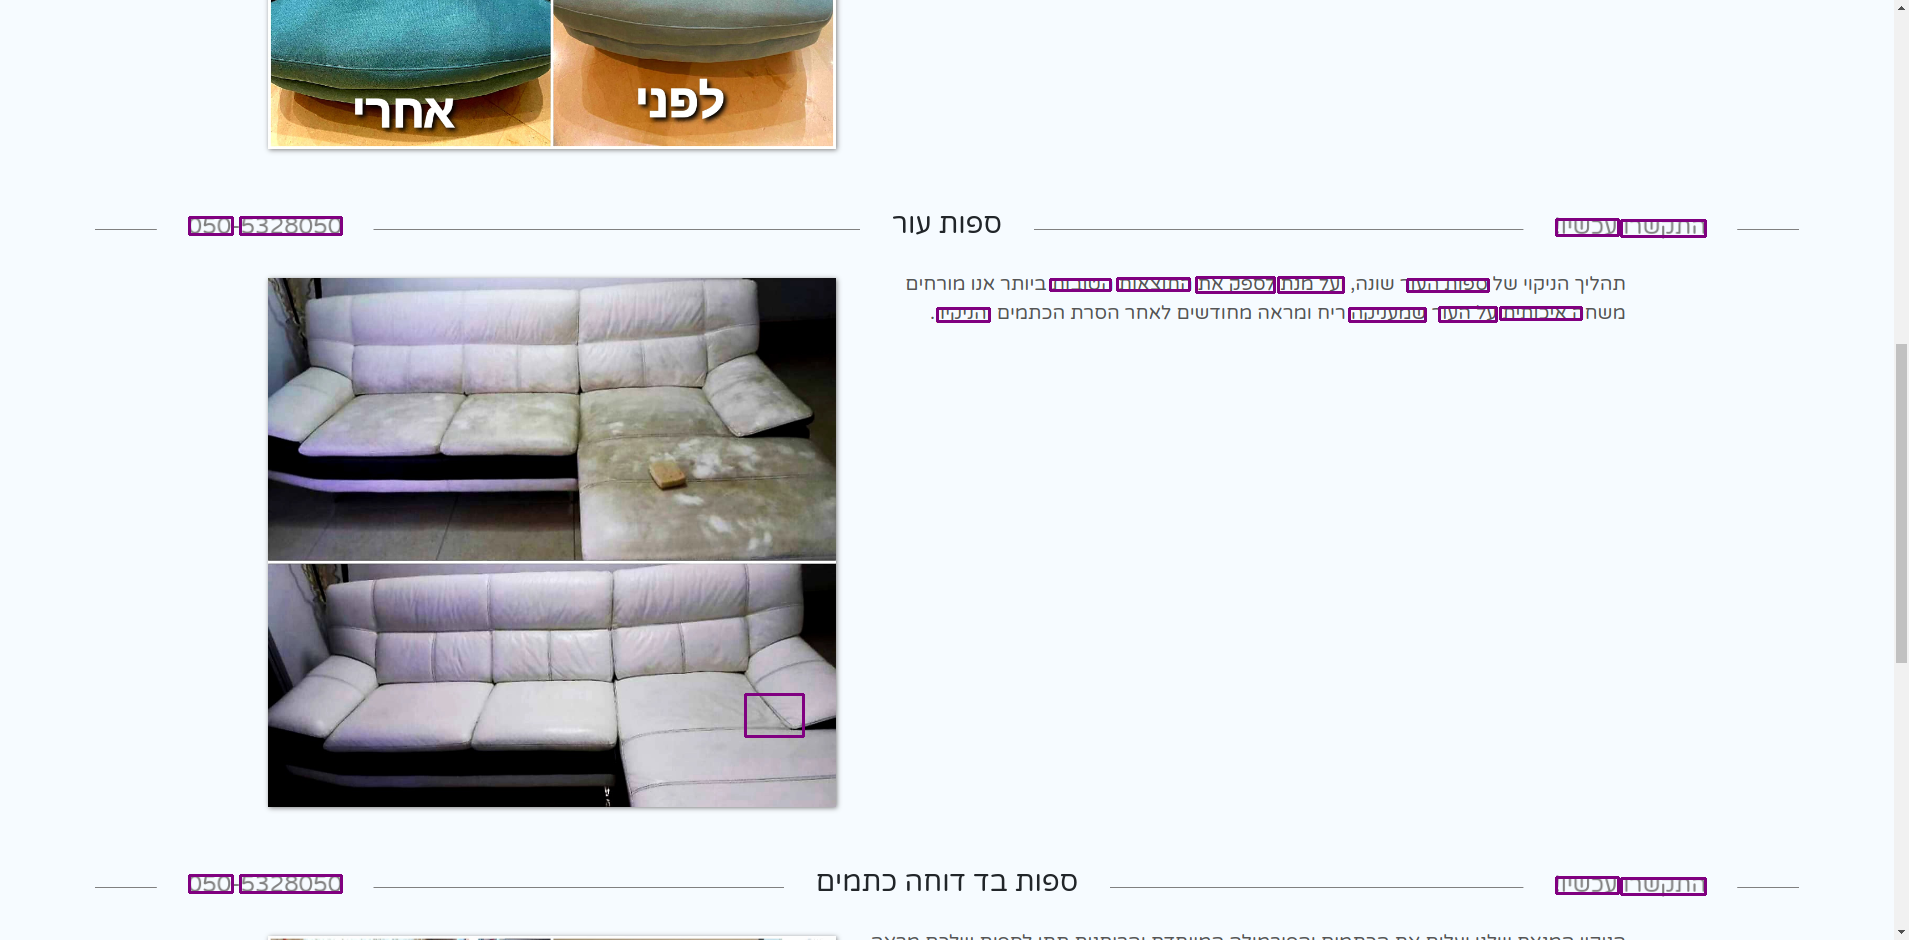 לפני
אחרי
התקשרו עכשיו
ספות עור
050-5328050
תהליך הניקוי של ספות העור שונה, על מנת לספק את התוצאות הטובות ביותר אנו מורחים
משחה איכותית על העור שמעניקה ריח ומראה מחודשים לאחר הסרת הכתמים והניקיון.
התקשרו עכשיו
ספות בד דוחה כתמים
050-5328050